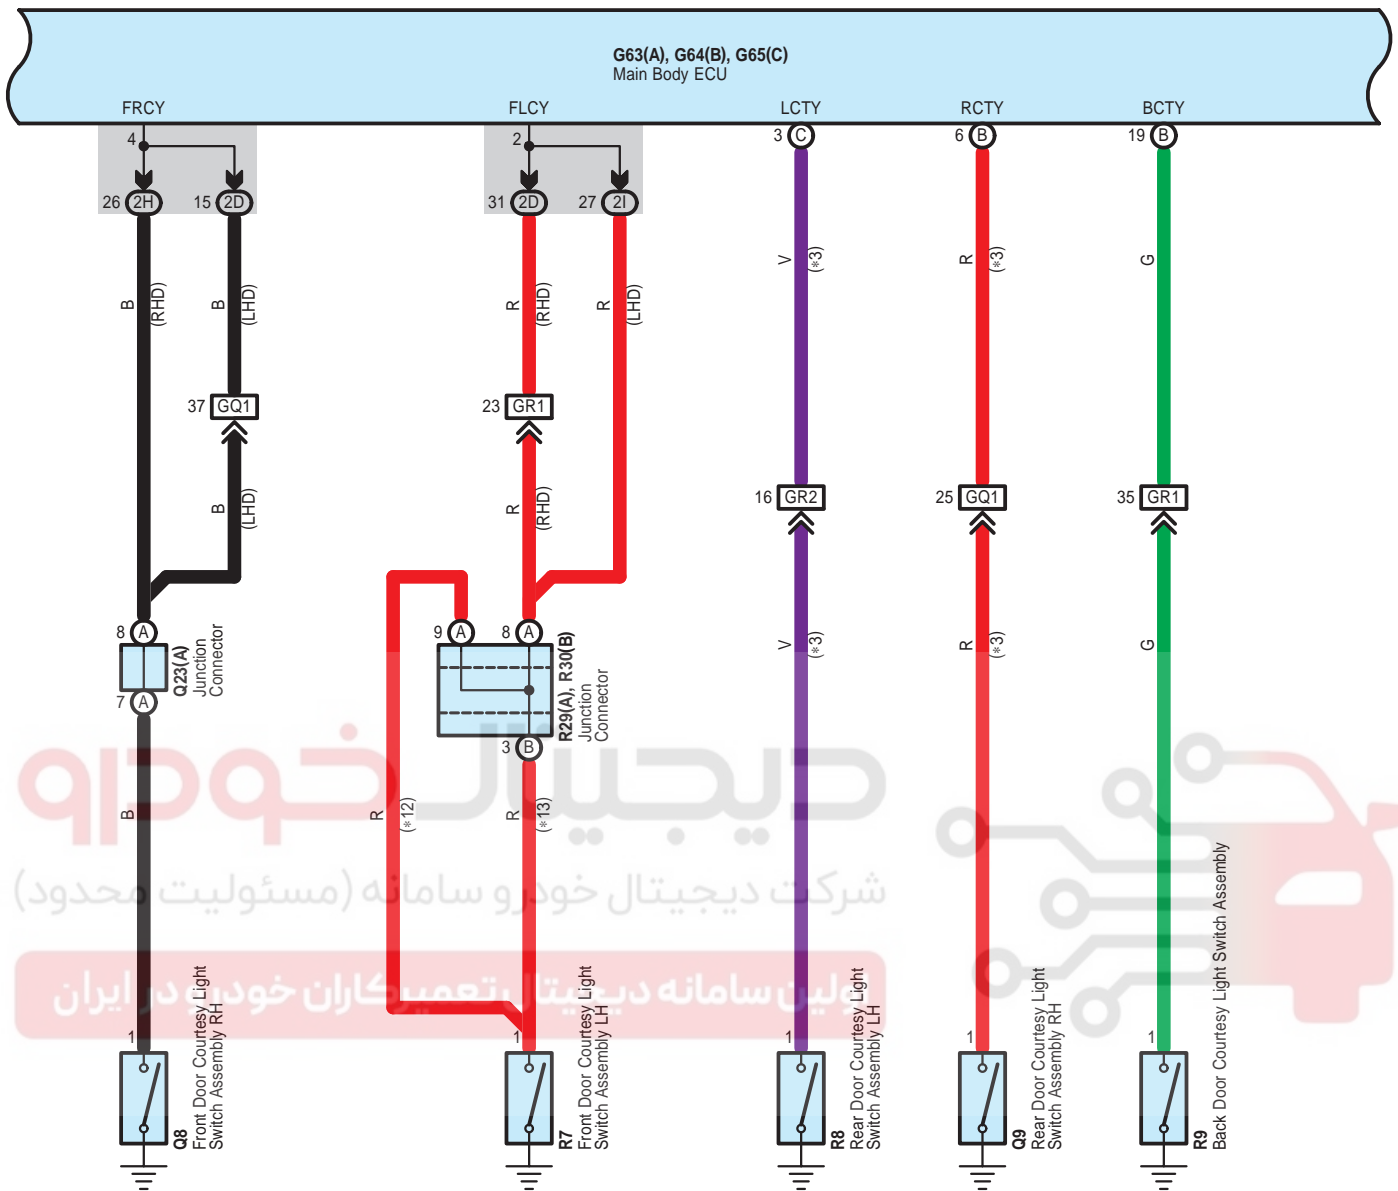 G63(A), G64(B), G65(C)
Main Body ECU
FRCY
FLCY
LCTY
RCTY
BCTY
4
2
3 C
6 B
19 B
26 2H
15 2D
31 2D
27 2I
B
(RHD)
B
(LHD)
R
(RHD)
R
(LHD)
V
(*3)
R
(*3)
G
37 GQ1
23 GR1
16 GR2
25 GQ1
35 GR1
B
(LHD)
R
(RHD)
8 A
9 A
8 A
Q23(A)
Junction
Connector
R29(A), R30(B)
Junction
Connector
V
(*3)
R
(*3)
G
7 A
3 B
دیجیتال خودرو
B
R
(*12)
R
(*13)
شرکت دیجیتال خودرو سامانه (مسئولیت محدود)
اولین سامانه دیجیتال تعمیرکاران خودرو در ایران
1
1
1
1
1
Q8
Front Door Courtesy Light
Switch Assembly RH
R7
Front Door Courtesy Light
Switch Assembly LH
R8
Rear Door Courtesy Light
Switch Assembly LH
Q9
Rear Door Courtesy Light
Switch Assembly RH
R9
Back Door Courtesy Light Switch Assembly